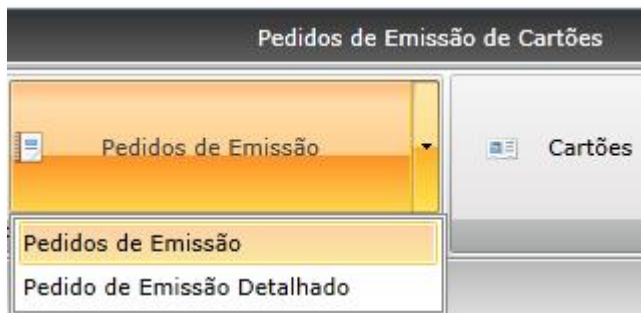 Pedidos de Emissão de Cartões
Pedidos de Emissão
Cartões
Pedidos de Emissão
Pedido de Emissão Detalhado